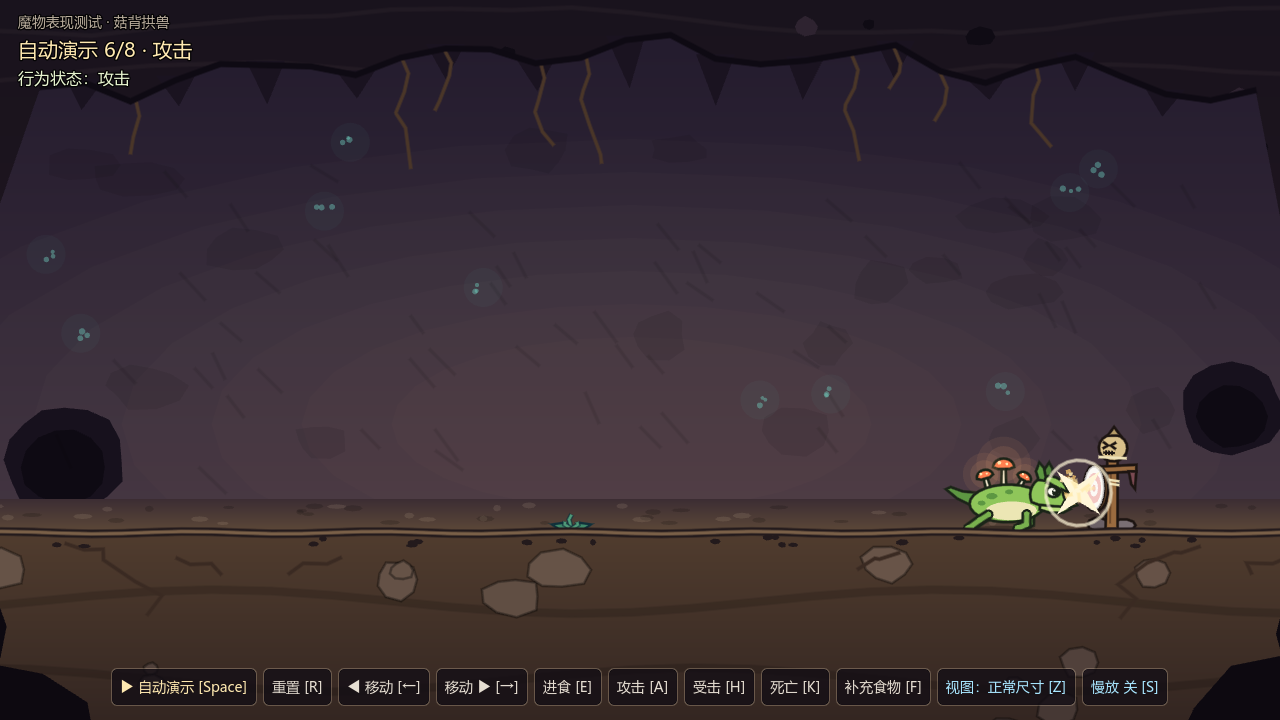 魔物表现测试 · 菇背拱兽
自动演示 6/8 · 攻击
行为状态：攻击
▶ 自动演示 [Space]
重置 [R]
◀ 移动 [←]
移动 ▶ [→]
进食 [E]
攻击 [A]
受击 [H]
死亡 [K]
补充食物 [F]
视图：正常尺寸 [Z]
慢放 关 [S]